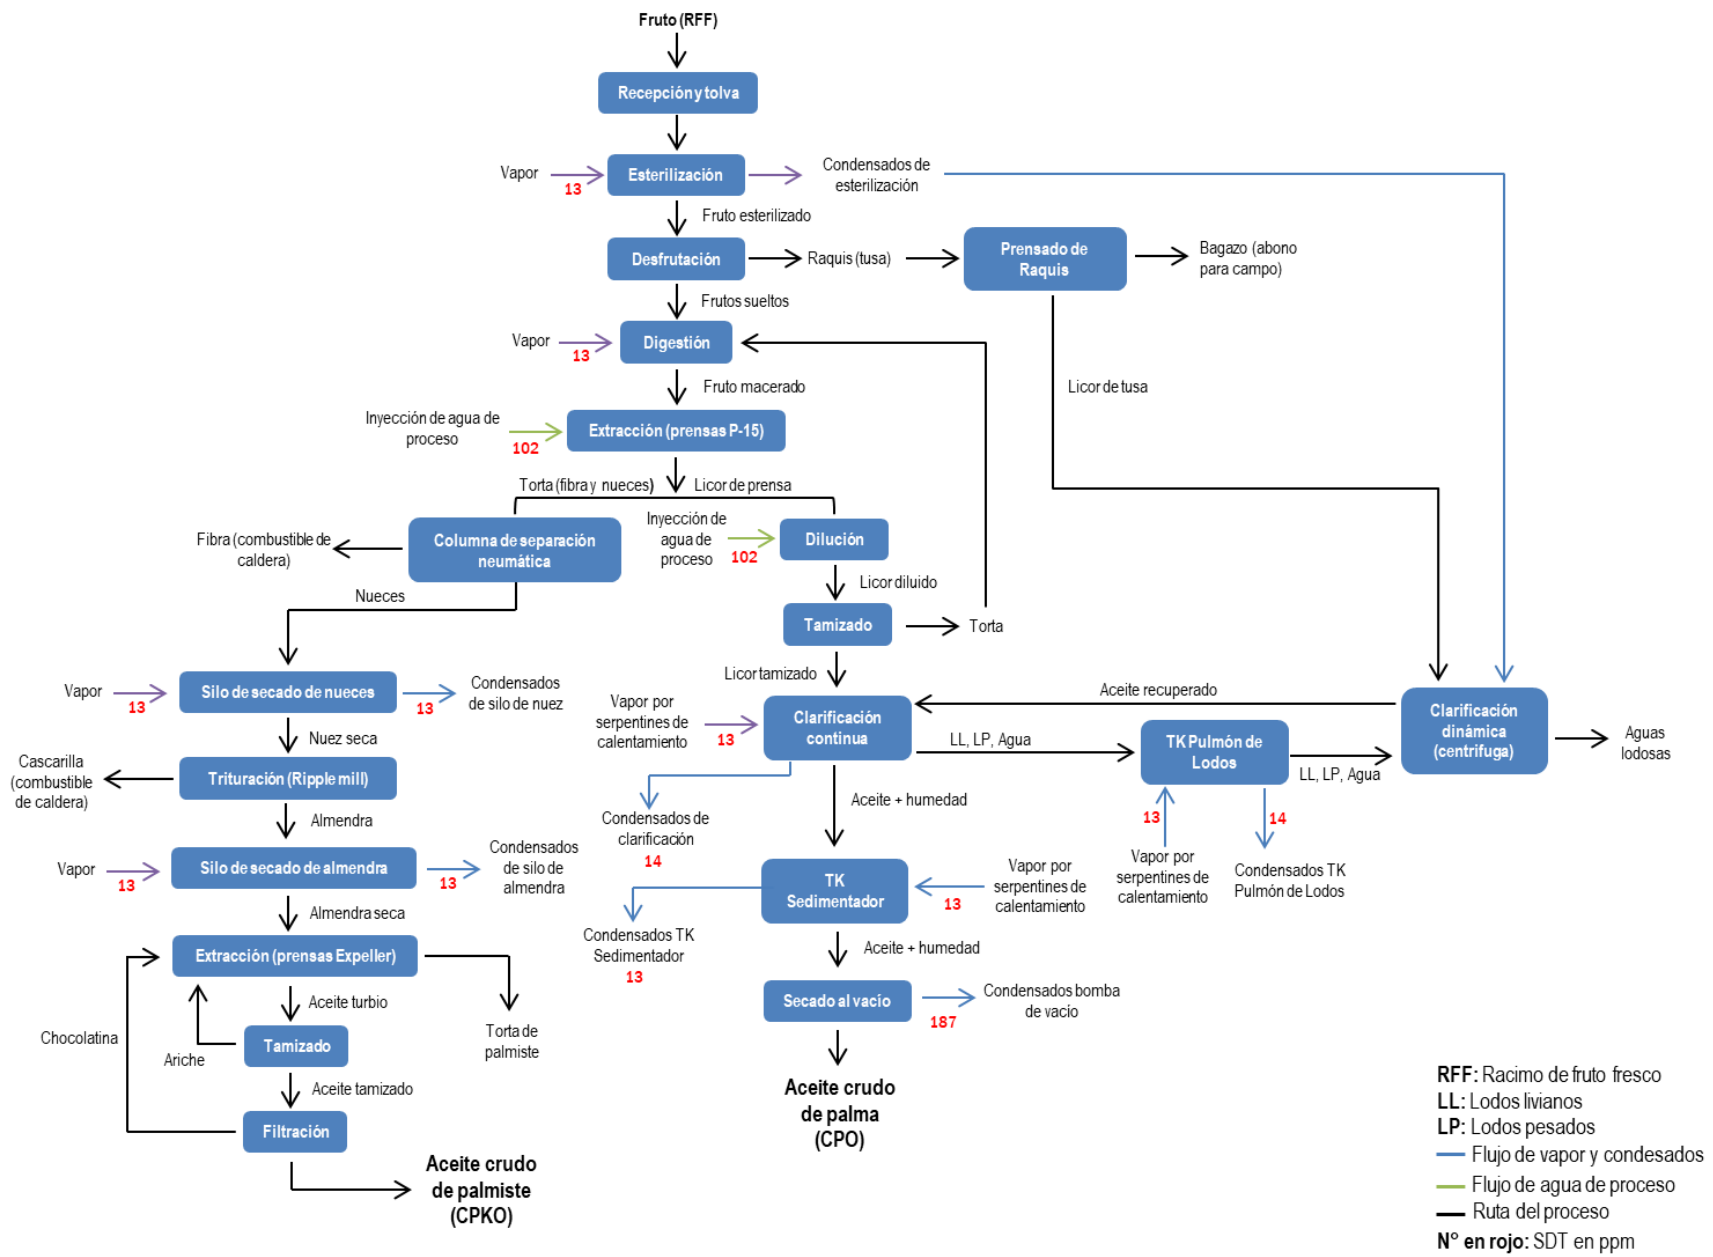 Fruto (RFF)
Recepción y tolva
Vapor
13
Esterilización
Condensados de
esterilización
Fruto esterilizado
Desfrutación
Raquis (tusa)
Prensado de
Raquis
Bagazo (abono
para campo)
Frutos sueltos
Vapor
13
Digestión
Fruto macerado
Licor de tusa
Inyección de agua de
proceso
102
Extracción (prensas P-15)
Torta (fibra y nueces)
Licor de prensa
Fibra (combustible de
caldera)
Columna de separación
neumática
Inyección de
agua de
proceso
102
Dilución
Licor diluido
Nueces
Tamizado
Torta
Licor tamizado
Vapor
13
Silo de secado de nueces
13
Condensados
de silo de nuez
Vapor por
serpentines de
calentamiento
13
Clarificación
continua
Aceite recuperado
LL, LP, Agua
TK Pulmón de
Lodos
LL, LP, Agua
Clarificación
dinámica
(centrifuga)
Aguas
lodosas
Nuez seca
Cascarilla
(combustible
de caldera)
Trituración (Ripple mill)
Almendra
Condensados de
clarificación
14
Aceite + humedad
13
Vapor por
serpentines de
calentamiento
14
Condensados TK
Pulmón de Lodos
Vapor
13
Silo de secado de almendra
13
Condensados
de silo de
almendra
TK
Sedimentador
13
Vapor por
serpentines de
calentamiento
Almendra seca
Condensados TK
Sedimentador
13
Aceite + humedad
Extracción (prensas Expeller)
Aceite turbio
Torta de
palmiste
Secado al vacio
187
Condensados bomba
de vacío
Chocolatina
Ariche
Tamizado
Aceite tamizado
Filtración
Aceite crudo
de palma
(CPO)
Aceite crudo
de palmiste
(CPKO)
RFF: Racimo de fruto fresco
LL: Lodos livianos
LP: Lodos pesados
Flujo de vapor y condesados
Flujo de agua de proceso
Ruta del proceso
N° en rojo: SDT en ppm